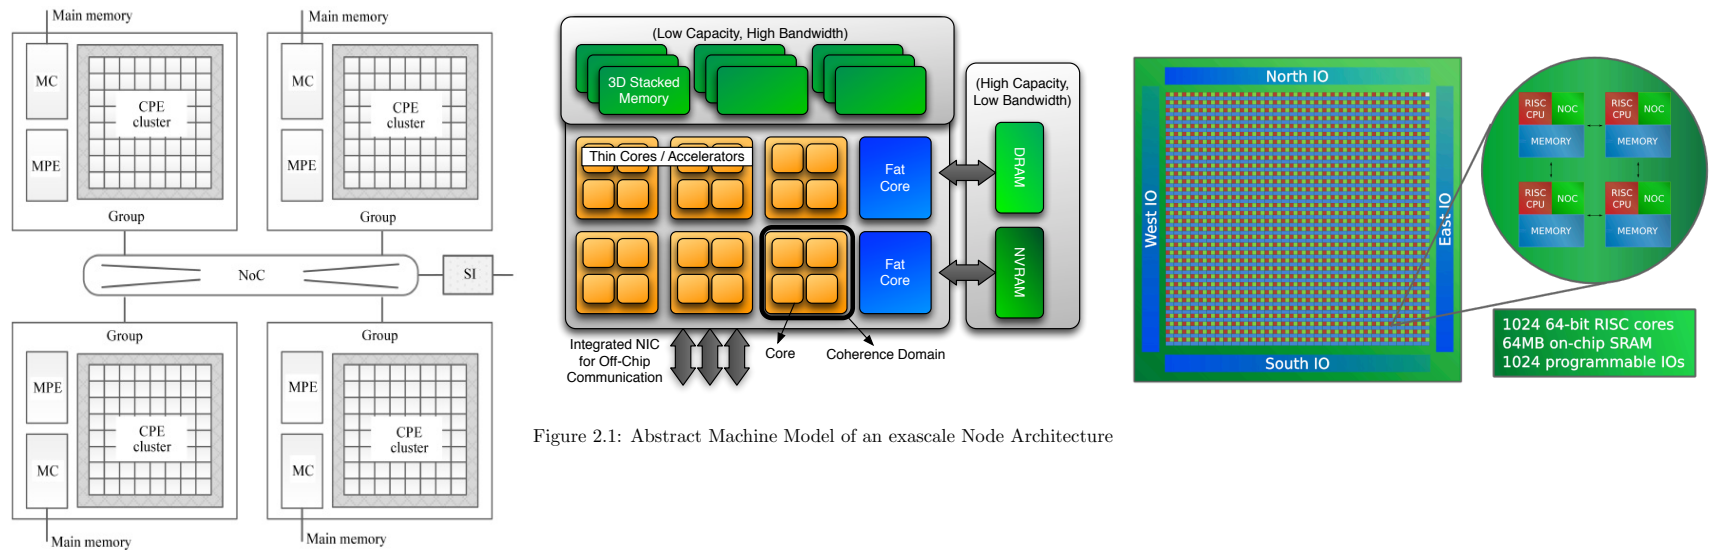 Main memory
MC
CPE
cluster
MPE
Group
Main memory
MC
CPE
cluster
MPE
Group
NoC
SI
Group
MPE
CPE
cluster
MC
Main memory
Group
MPE
CPE
cluster
MC
Main memory
(Low Capacity, High Bandwidth)
3D Stacked
Memory
(High Capacity,
Low Bandwidth)
Thin Cores / Accelerators
Fat
Core
DRAM
Fat
Core
NVRAM
Integrated NIC
for Off-Chip
Communication
Core
Coherence Domain
Figure 2.1: Abstract Machine Model of an exascale Node Architecture
North IO
West IO
East IO
South IO
RISC
CPU
NOC
MEMORY
RISC
CPU
NOC
MEMORY
RISC
CPU
NOC
MEMORY
RISC
CPU
NOC
MEMORY
1024 64-bit RISC cores
64MB on-chip SRAM
1024 programmable IOs